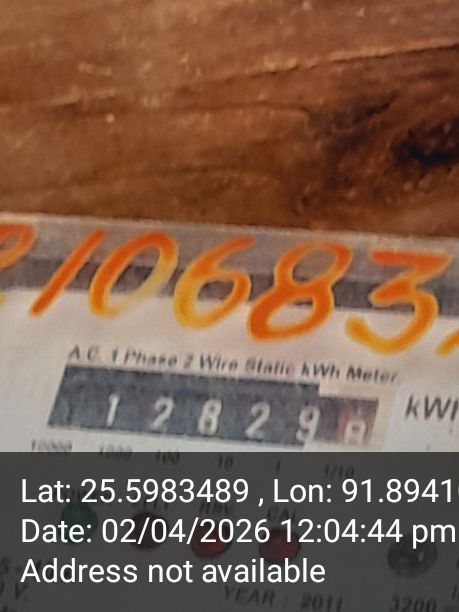 210683
A.C. 1 Phase 2 Wire Static kWh Meter
1 2 8 2 9 8
10000 1000 100 10 1 1/10
Lat: 25.5983489 , Lon: 91.8941
Date: 02/04/2026 12:04:44 pm
Address not available
YEAR : 2011 3200